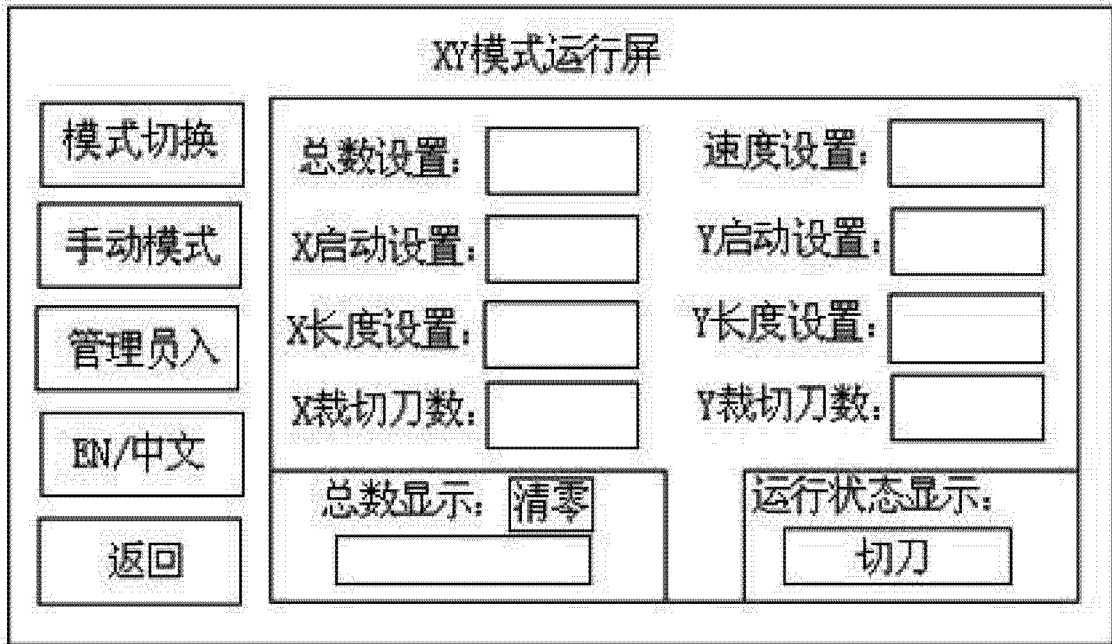 XY模式运行屏
模式切换
手动模式
管理员入
EN/中文
返回
总数设置:
速度设置:
X启动设置:
Y启动设置:
X长度设置:
Y长度设置:
X裁切刀数:
Y裁切刀数:
总数显示: 清零
运行状态显示:
切刀